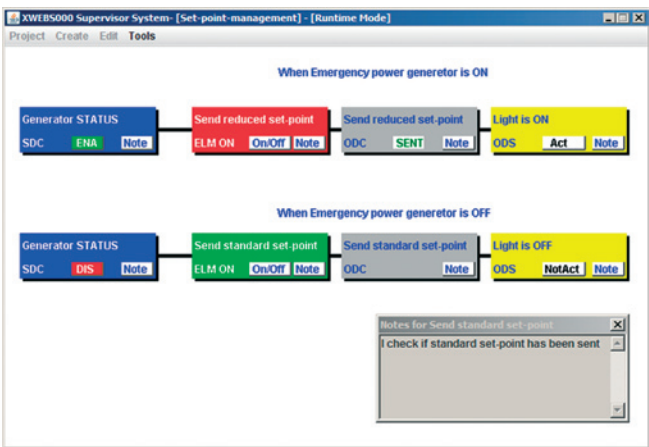 XWEBS000 Supervisor System- [Set-point-management] - [Runtime Mode]
Project Create Edit Tools
When Emergency power generetor is ON
Generator STATUS
SDC ENA Note
Send reduced set-point
ELM ON On/Off Note
Send reduced set-point
ODC SENT Note
Light is ON
ODS Act Note
When Emergency power generetor is OFF
Generator STATUS
SDC DIS Note
Send standard set-point
ELM ON On/Off Note
Send standard set-point
ODC Note
Light is OFF
ODS NotAct Note
Notes for Send standard set-point
I check if standard set-point has been sent